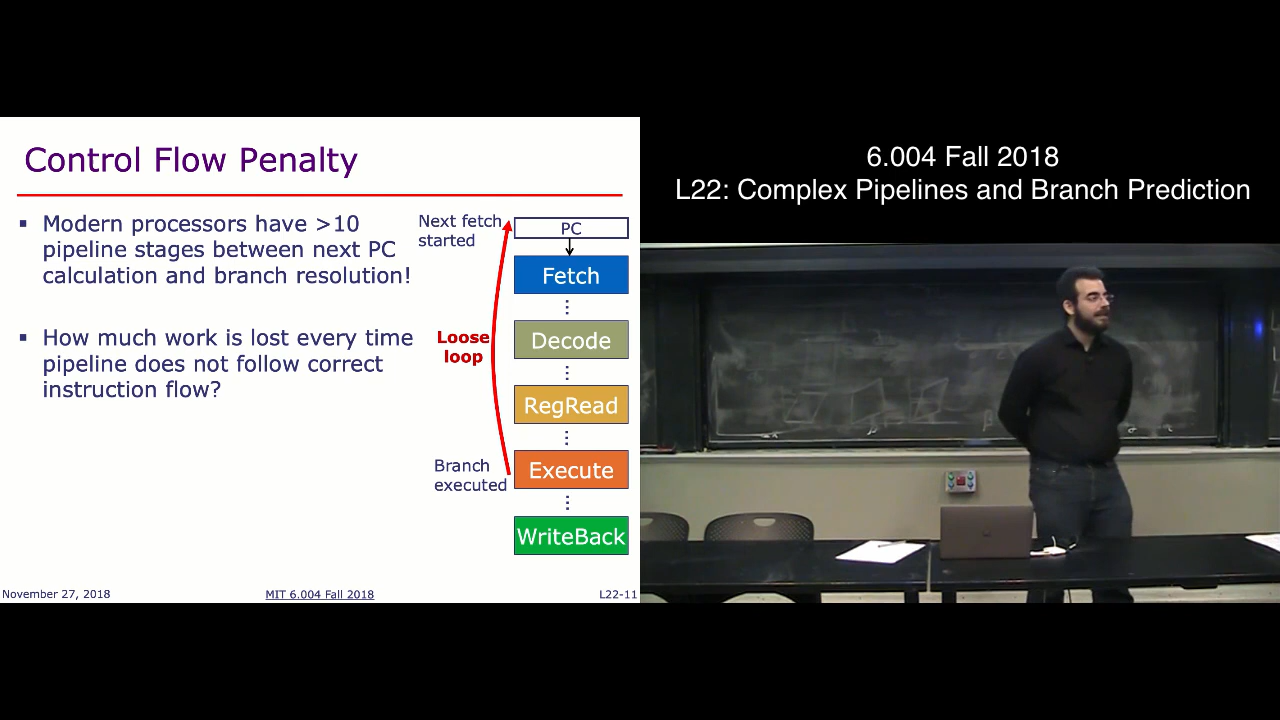 Control Flow Penalty
▪ Modern processors have >10
pipeline stages between next PC
calculation and branch resolution!
▪ How much work is lost every time
pipeline does not follow correct
instruction flow?
Next fetch
started
PC
Fetch
Decode
Loose
loop
RegRead
Branch
executed
Execute
WriteBack
November 27, 2018
MIT 6.004 Fall 2018
L22-11
6.004 Fall 2018
L22: Complex Pipelines and Branch Prediction